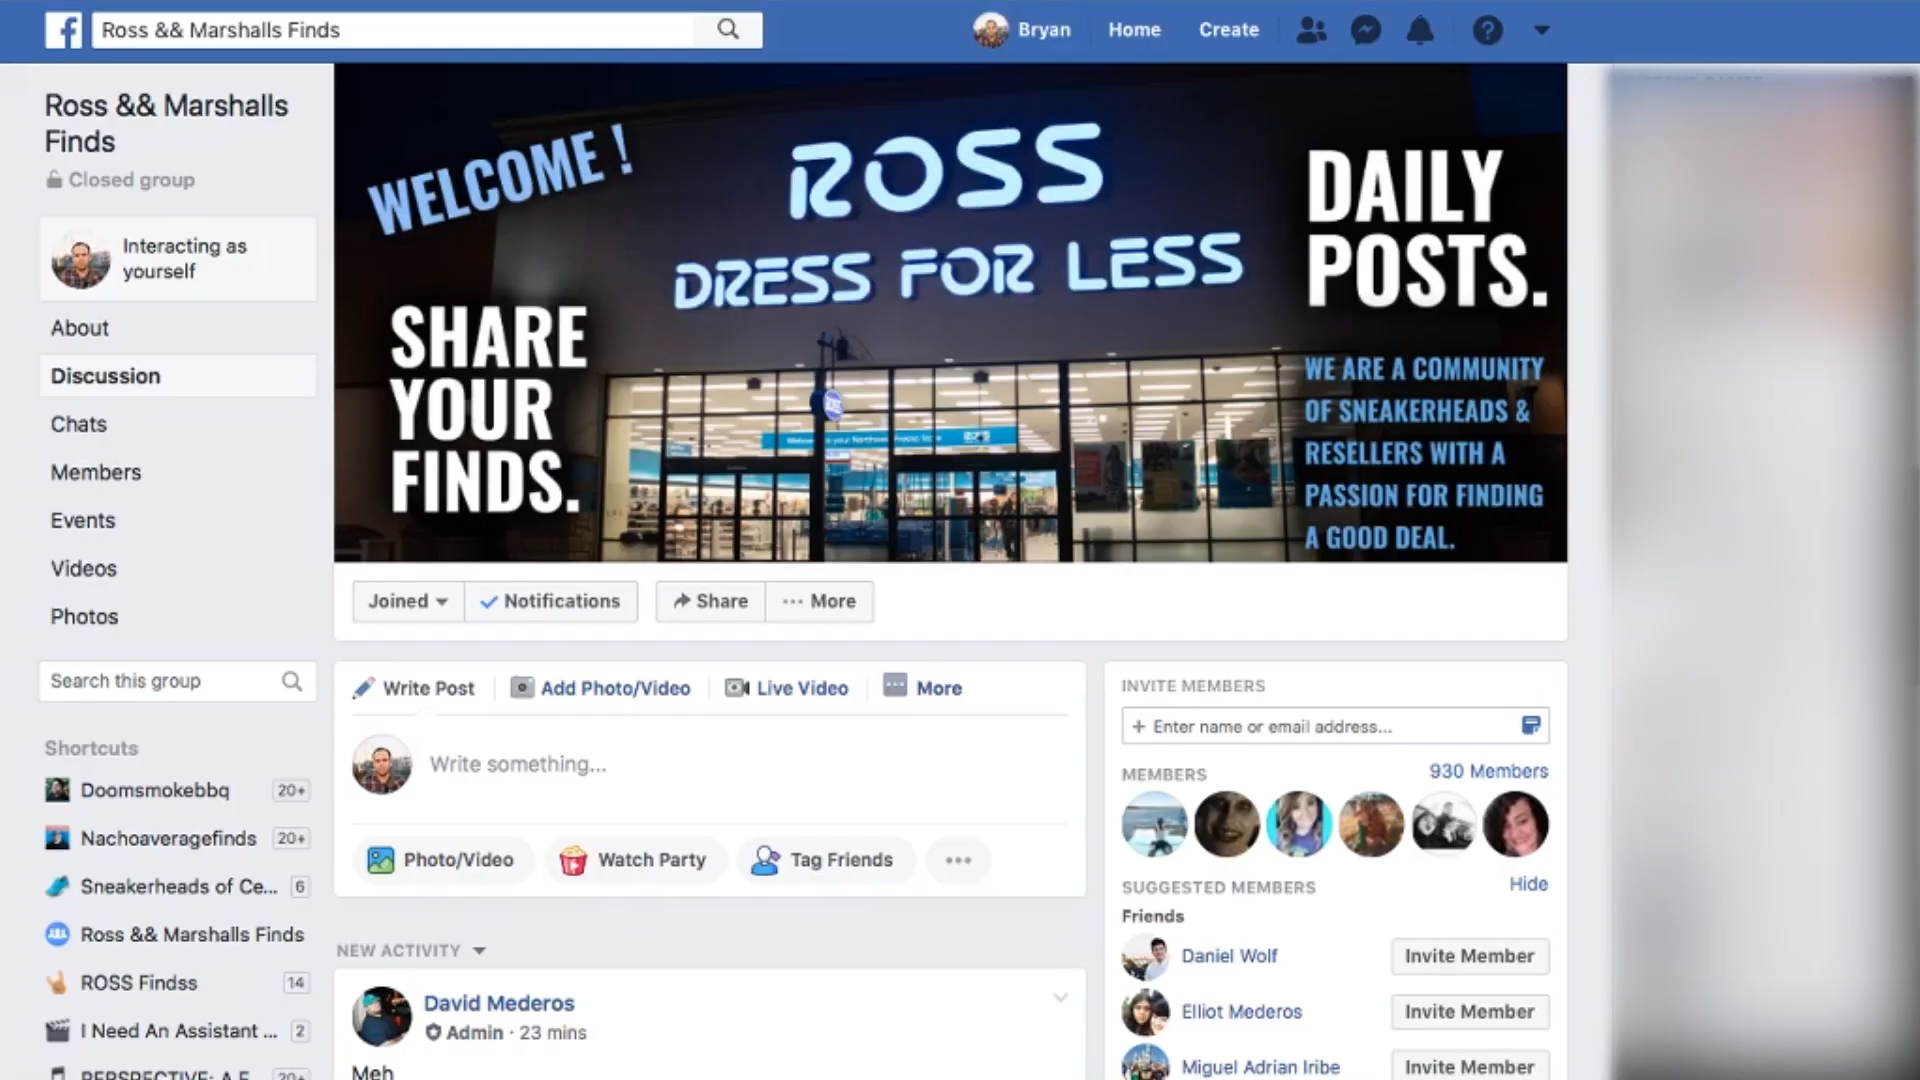 Ross && Marshalls Finds
Bryan
Home
Create
Ross && Marshalls
Finds
Closed group
Interacting as
yourself
About
Discussion
Chats
Members
Events
Videos
Photos
Search this group
Shortcuts
Doomsmokebbq 20+
Nachoaveragefinds 20+
Sneakerheads of Ce... 6
Ross && Marshalls Finds
ROSS Findss 14
I Need An Assistant ... 2
PERSPECTIVE: A F 20+
WELCOME !
ROSS
DRESS FOR LESS
SHARE
YOUR
FINDS.
DAILY
POSTS.
WE ARE A COMMUNITY
OF SNEAKERHEADS &
RESELLERS WITH A
PASSION FOR FINDING
A GOOD DEAL.
Joined
Notifications
Share
More
Write Post
Add Photo/Video
Live Video
More
Write something...
Photo/Video
Watch Party
Tag Friends
NEW ACTIVITY
David Mederos
Admin · 23 mins
Meh
INVITE MEMBERS
+ Enter name or email address...
MEMBERS
930 Members
SUGGESTED MEMBERS
Hide
Friends
Daniel Wolf
Invite Member
Elliot Mederos
Invite Member
Miguel Adrian Iribe
Invite Member